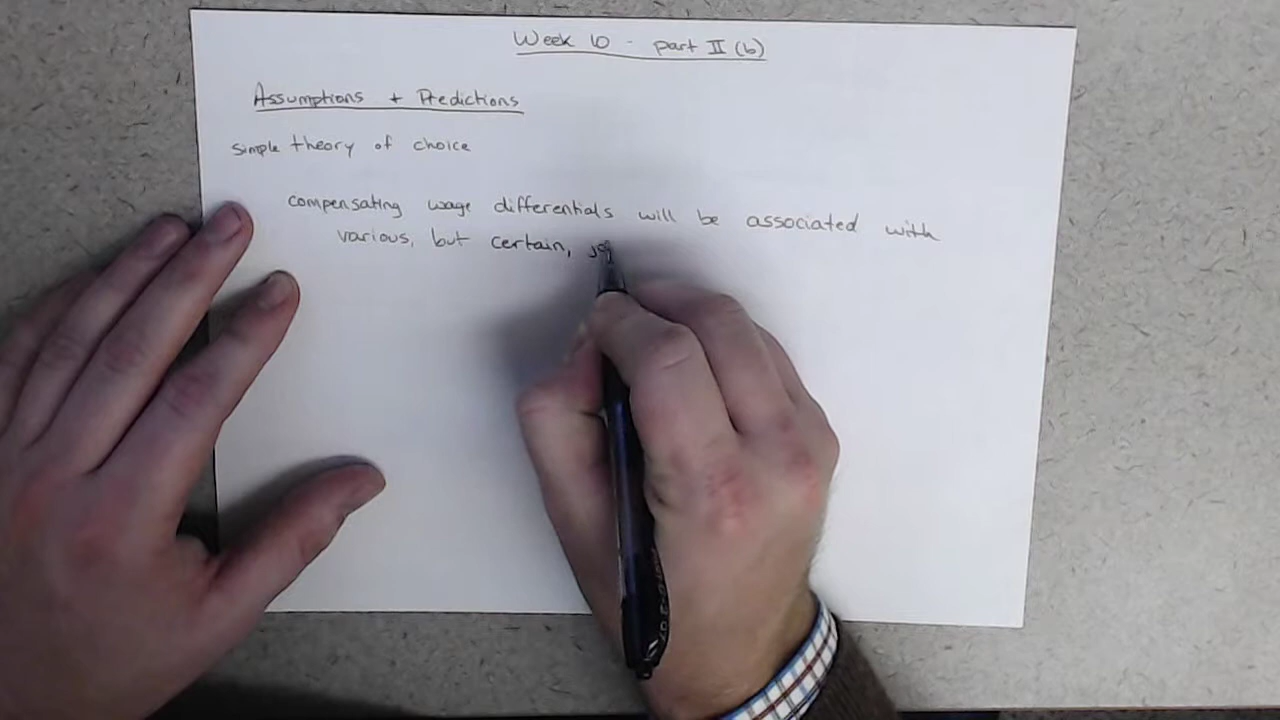 Week 10 - part II (b)
Assumptions + Predictions
simple theory of choice
compensating wage differentials will be associated with
various, but certain,